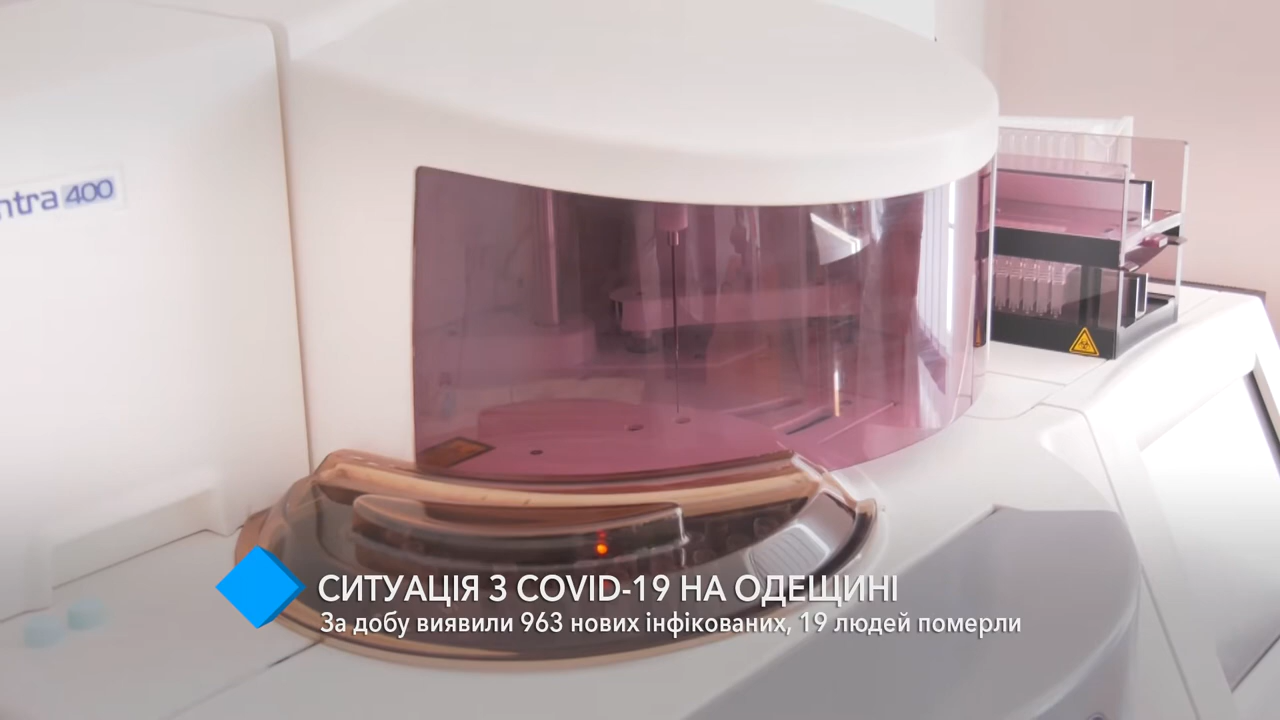 ntra 400
СИТУАЦІЯ З COVID-19 НА ОДЕЩИНІ
За добу виявили 963 нових інфікованих, 19 людей померли